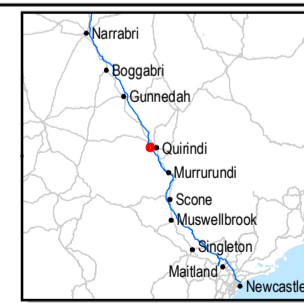 Narrabri
Boggabri
Gunnedah
Quirindi
Murrurundi
Scone
Muswellbrook
Singleton
Maitland
Newcastle